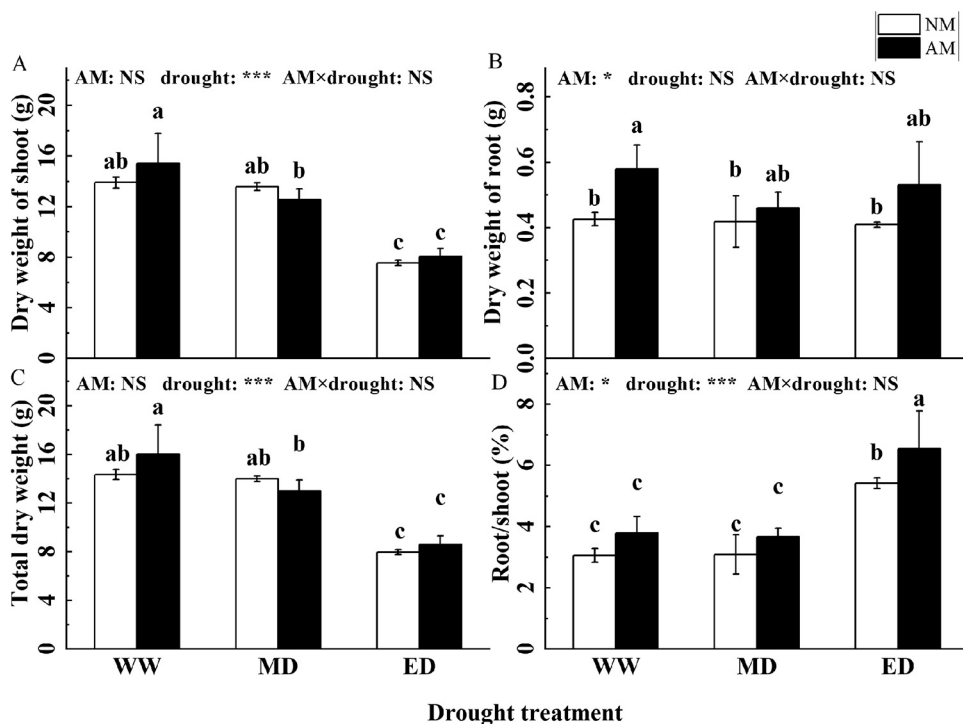 NM
AM
A
AM: NS drought: *** AM×drought: NS
Dry weight of shoot (g)
20
16
12
8
4
0
ab
a
ab
b
c
c
B
AM: * drought: NS AM×drought: NS
Dry weight of root (g)
0.8
0.6
0.4
0.2
0.0
b
a
b
ab
b
ab
C
AM: NS drought: *** AM×drought: NS
Total dry weight (g)
20
16
12
8
4
0
ab
a
ab
b
c
c
WW
MD
ED
D
AM: * drought: *** AM×drought: NS
Root/shoot (%)
8
6
4
2
0
c
c
c
c
b
a
WW
MD
ED
Drought treatment